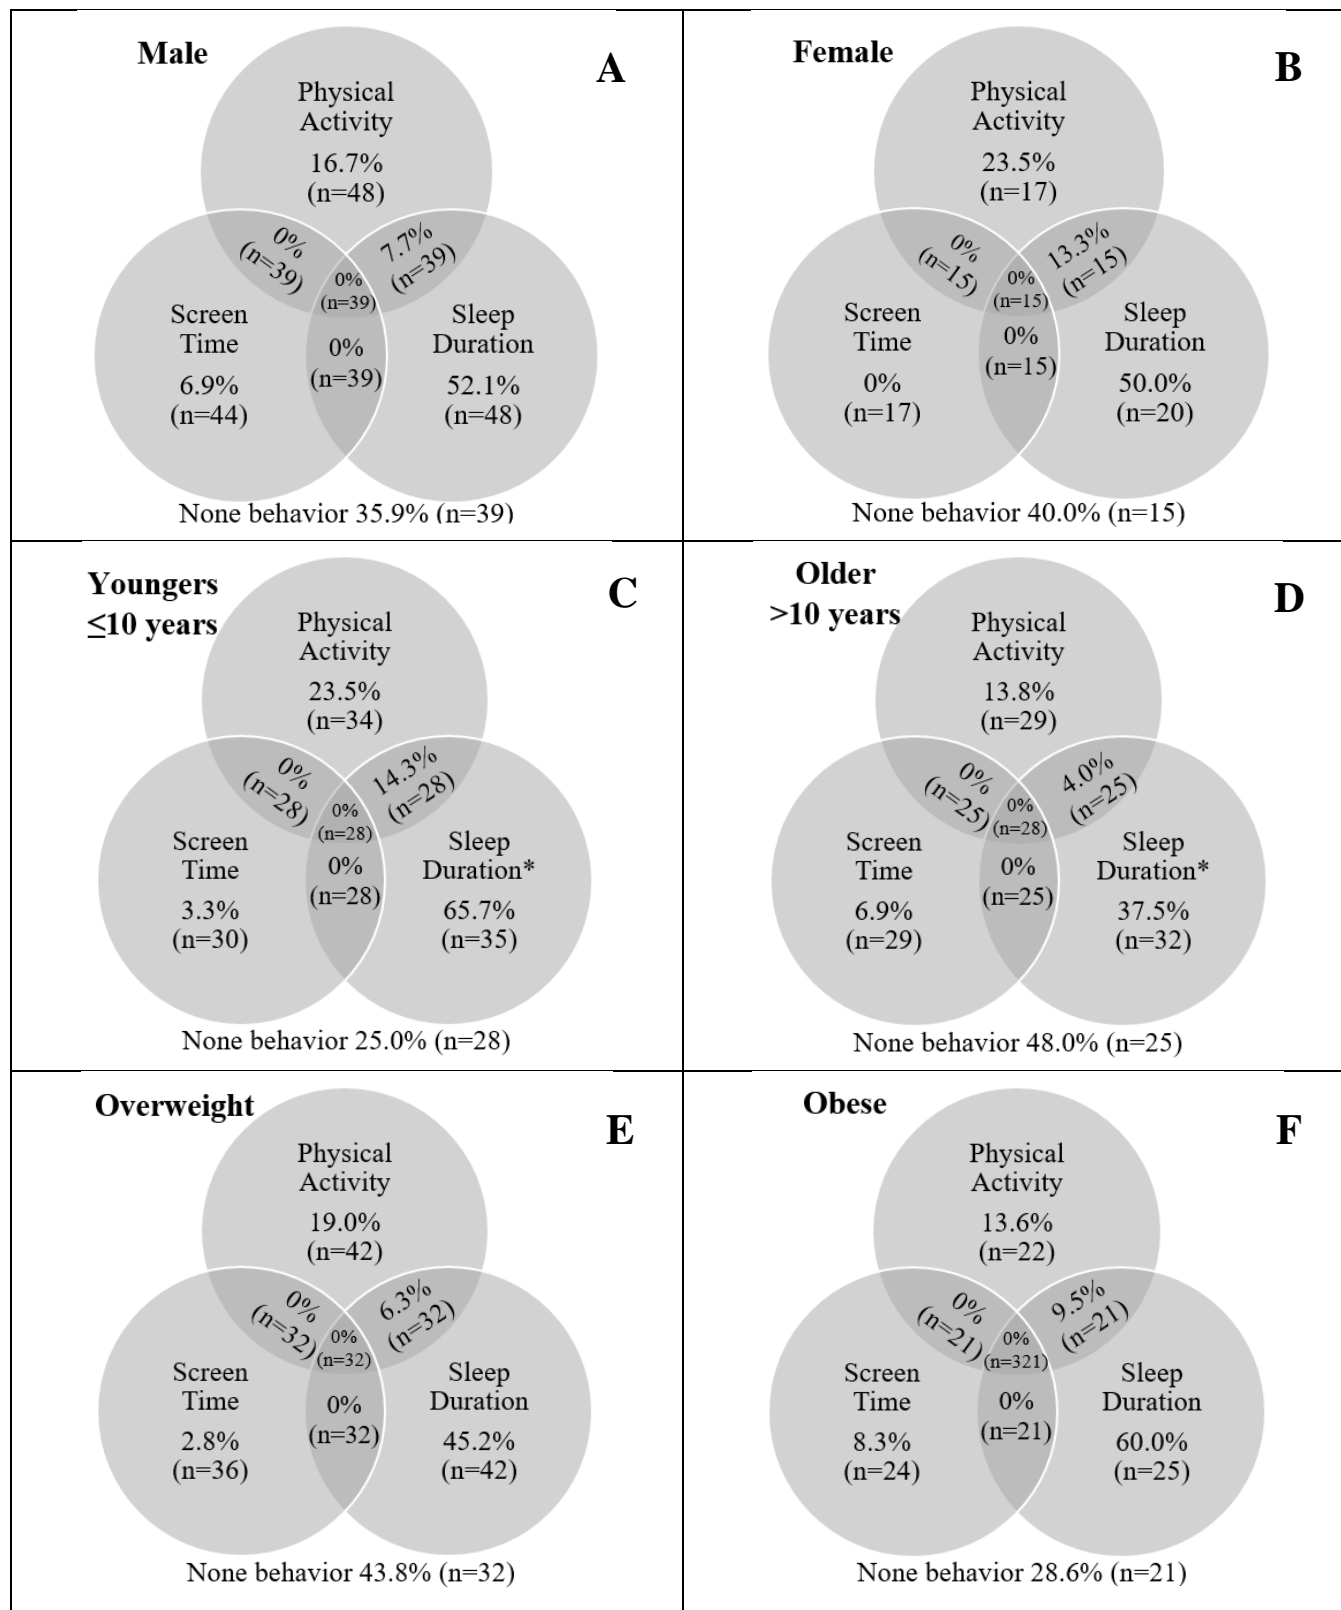 Male
A
Physical
Activity
16.7%
(n=48)
0%
(n=39)
7.7%
(n=39)
0%
(n=39)
Screen
Time
6.9%
(n=44)
0%
(n=39)
Sleep
Duration
52.1%
(n=48)
None behavior 35.9% (n=39)
Female
B
Physical
Activity
23.5%
(n=17)
0%
(n=15)
13.3%
(n=15)
0%
(n=15)
Screen
Time
0%
(n=17)
0%
(n=15)
Sleep
Duration
50.0%
(n=20)
None behavior 40.0% (n=15)
Youngers
≤10 years
C
Physical
Activity
23.5%
(n=34)
0%
(n=28)
14.3%
(n=28)
0%
(n=28)
Screen
Time
3.3%
(n=30)
0%
(n=28)
Sleep
Duration*
65.7%
(n=35)
None behavior 25.0% (n=28)
Older
>10 years
D
Physical
Activity
13.8%
(n=29)
0%
(n=25)
4.0%
(n=25)
0%
(n=28)
Screen
Time
6.9%
(n=29)
0%
(n=25)
Sleep
Duration*
37.5%
(n=32)
None behavior 48.0% (n=25)
Overweight
E
Physical
Activity
19.0%
(n=42)
0%
(n=32)
6.3%
(n=32)
0%
(n=32)
Screen
Time
2.8%
(n=36)
0%
(n=32)
Sleep
Duration
45.2%
(n=42)
None behavior 43.8% (n=32)
Obese
F
Physical
Activity
13.6%
(n=22)
0%
(n=21)
9.5%
(n=21)
0%
(n=321)
Screen
Time
8.3%
(n=24)
0%
(n=21)
Sleep
Duration
60.0%
(n=25)
None behavior 28.6% (n=21)